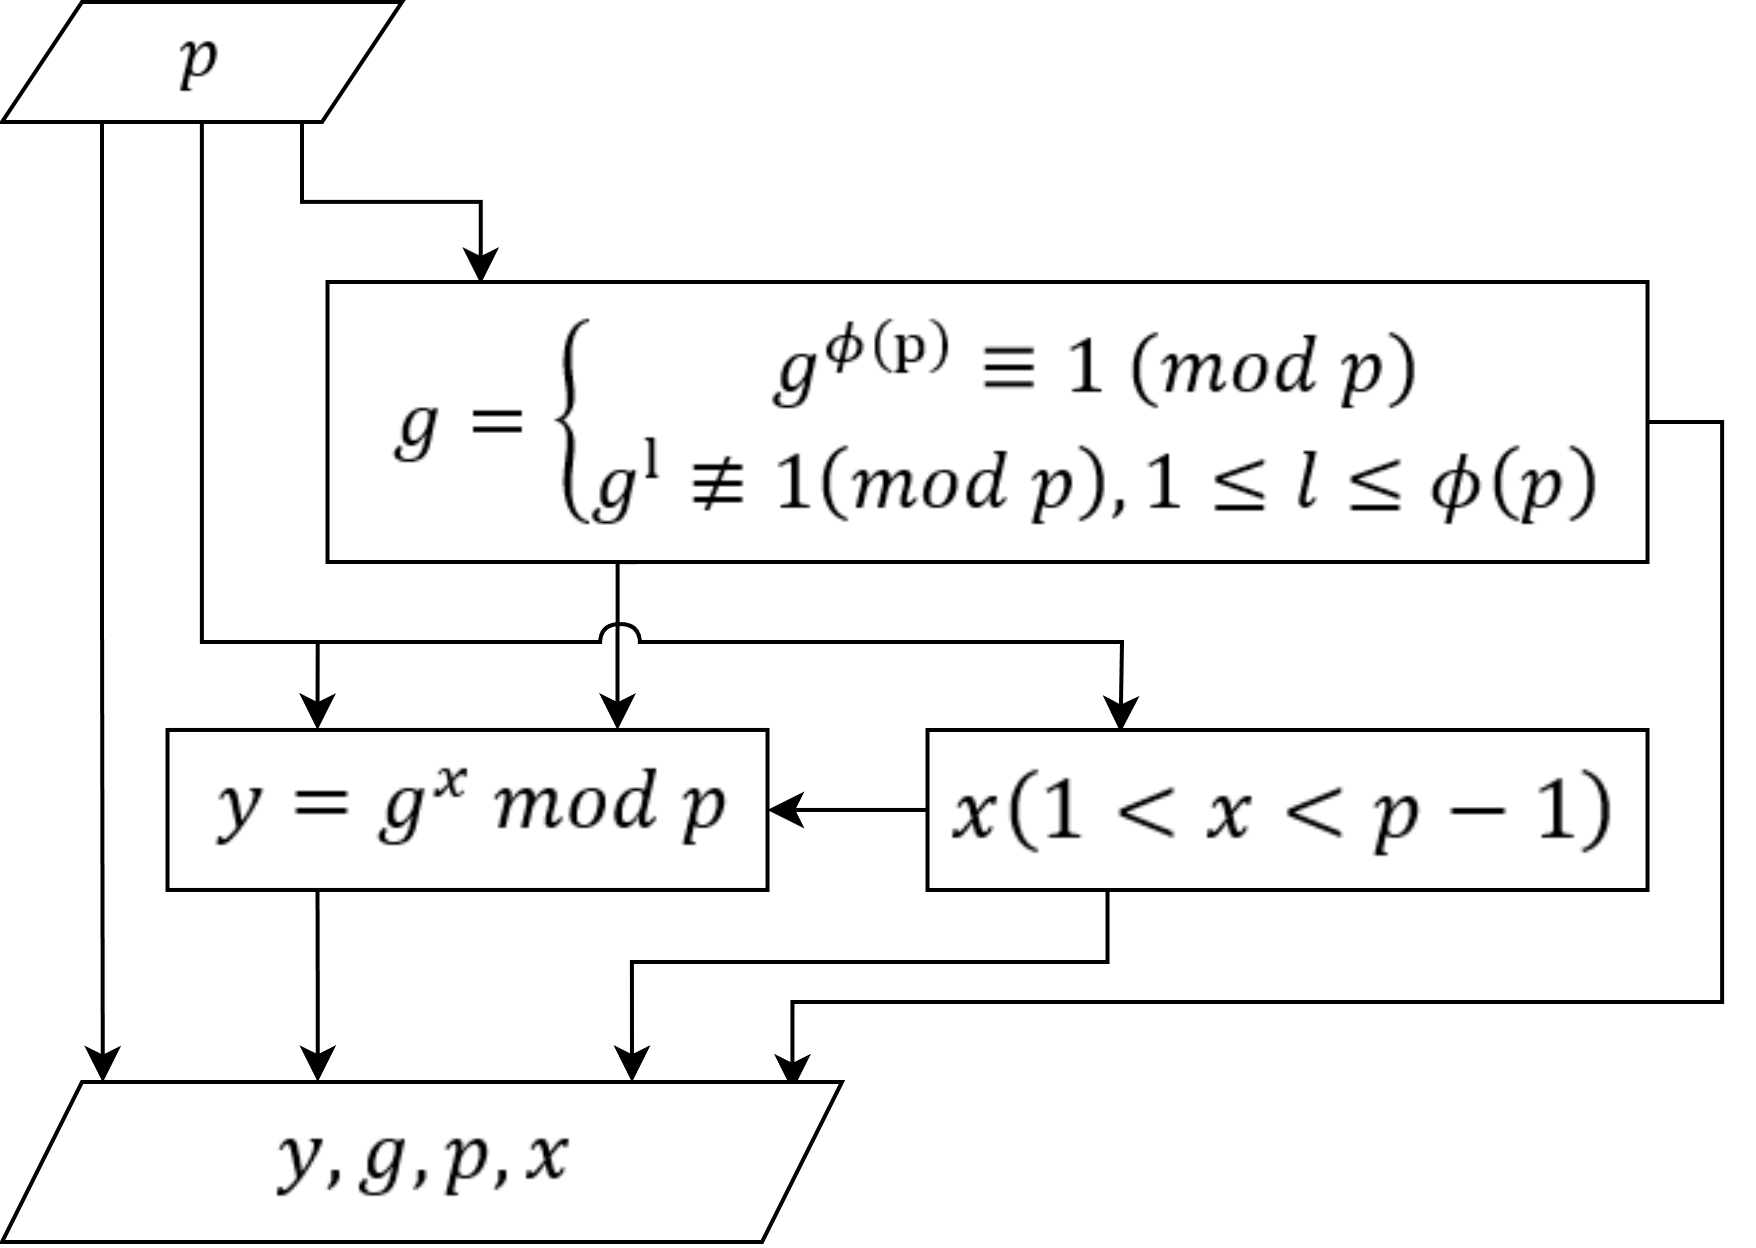 p
g = { g^ϕ(p) ≡ 1 (mod p)
g^l ≢ 1(mod p), 1 ≤ l ≤ ϕ(p)
y = g^x mod p
x(1 < x < p − 1)
y, g, p, x